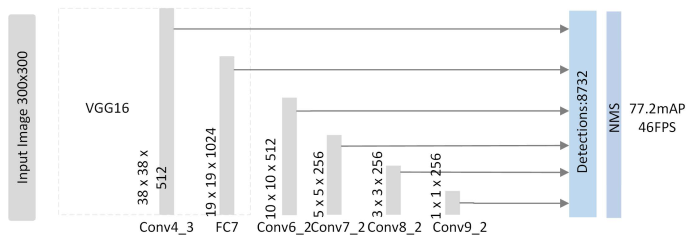 Input Image 300x300
VGG16
38 x 38 x
512
19 x 19 x 1024
10 x 10 x 512
5 x 5 x 256
3 x 3 x 256
1 x 1 x 256
Conv4_3
FC7
Conv6_2
Conv7_2
Conv8_2
Conv9_2
Detections:8732
NMS
77.2mAP
46FPS